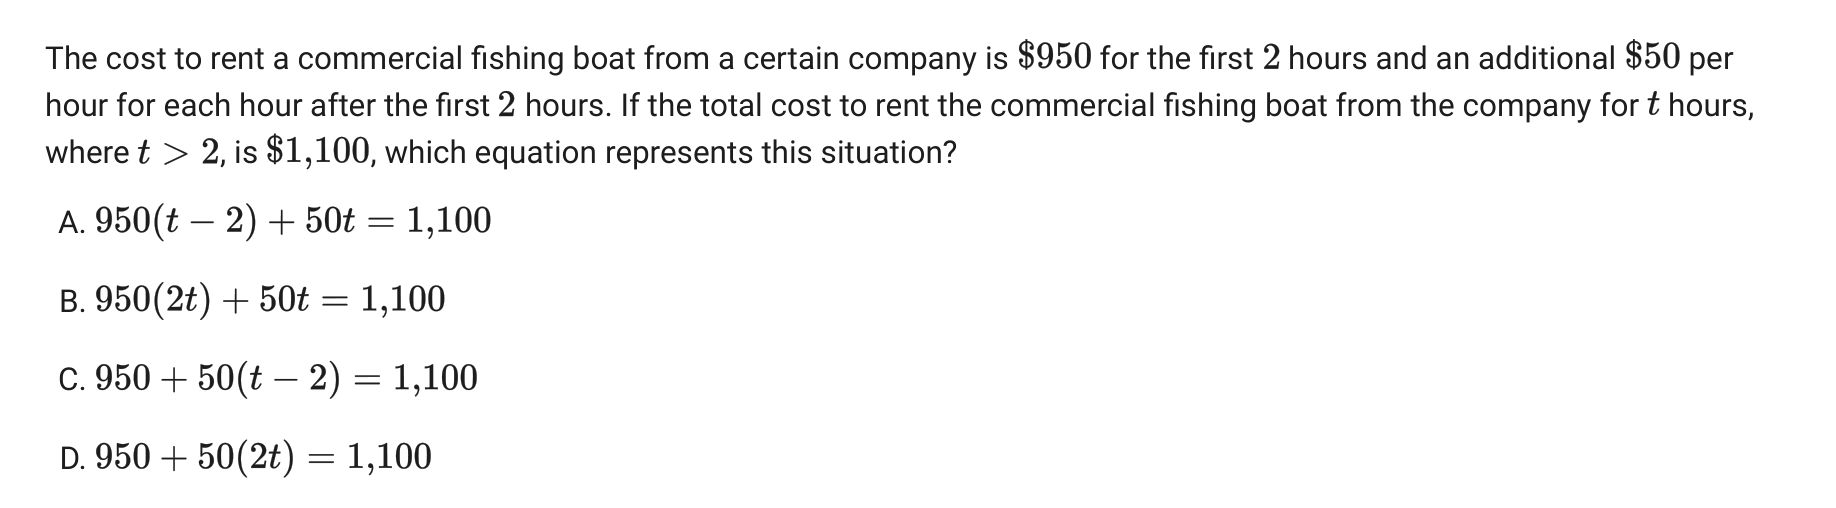 The cost to rent a commercial fishing boat from a certain company is $950 for the first 2 hours and an additional $50 per
hour for each hour after the first 2 hours. If the total cost to rent the commercial fishing boat from the company for t hours,
where t > 2, is $1,100, which equation represents this situation?
A. 950(t − 2) + 50t = 1,100
B. 950(2t) + 50t = 1,100
C. 950 + 50(t − 2) = 1,100
D. 950 + 50(2t) = 1,100